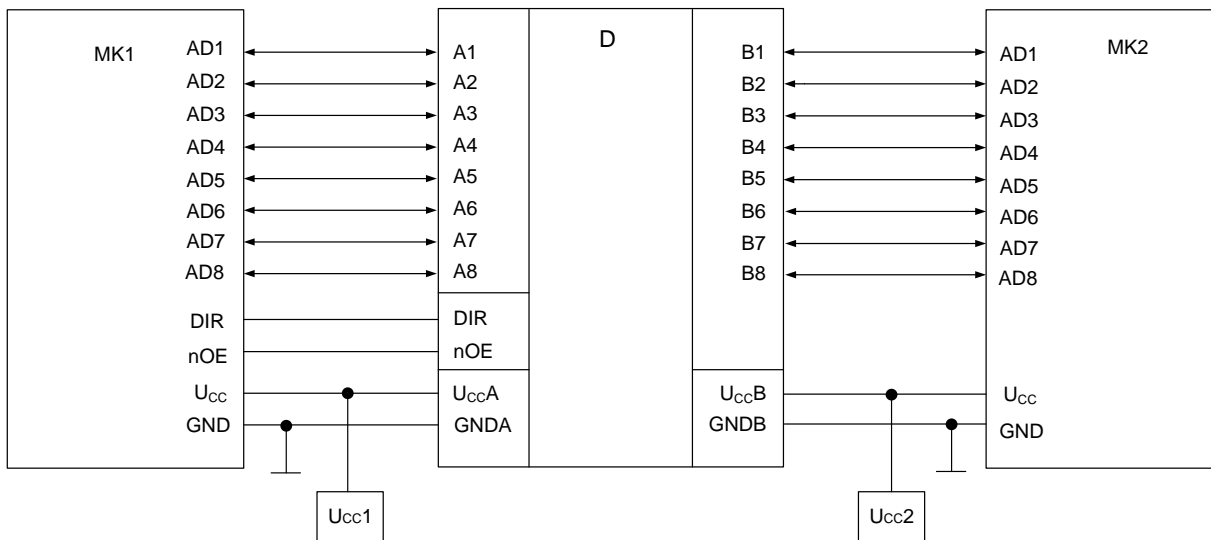 MK1
AD1
AD2
AD3
AD4
AD5
AD6
AD7
AD8
DIR
nOE
UCC
GND
A1
A2
A3
A4
A5
A6
A7
A8
DIR
nOE
UCCA
GNDA
D
B1
B2
B3
B4
B5
B6
B7
B8
UCCB
GNDB
MK2
AD1
AD2
AD3
AD4
AD5
AD6
AD7
AD8
UCC
GND
UCC1
UCC2